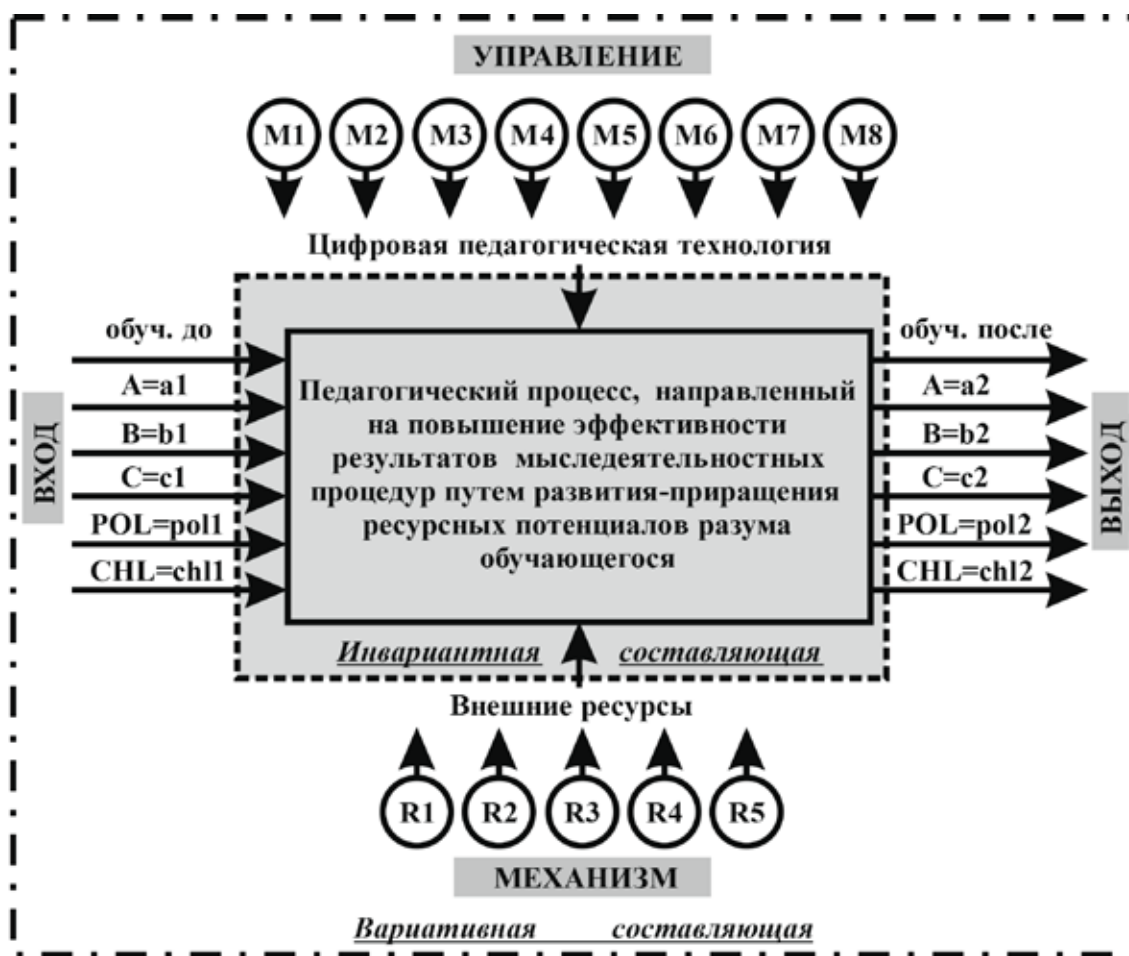 УПРАВЛЕНИЕ
M1 M2 M3 M4 M5 M6 M7 M8
Цифровая педагогическая технология
ВХОД
обуч. до
A=a1
B=b1
C=c1
POL=pol1
CHL=chl1
Педагогический процесс, направленный
на повышение эффективности
результатов мыследеятельностных
процедур путем развития-приращения
ресурсных потенциалов разума
обучающегося
обуч. после
A=a2
B=b2
C=c2
POL=pol2
CHL=chl2
ВЫХОД
Инвариантная составляющая
Внешние ресурсы
R1 R2 R3 R4 R5
МЕХАНИЗМ
Вариативная составляющая